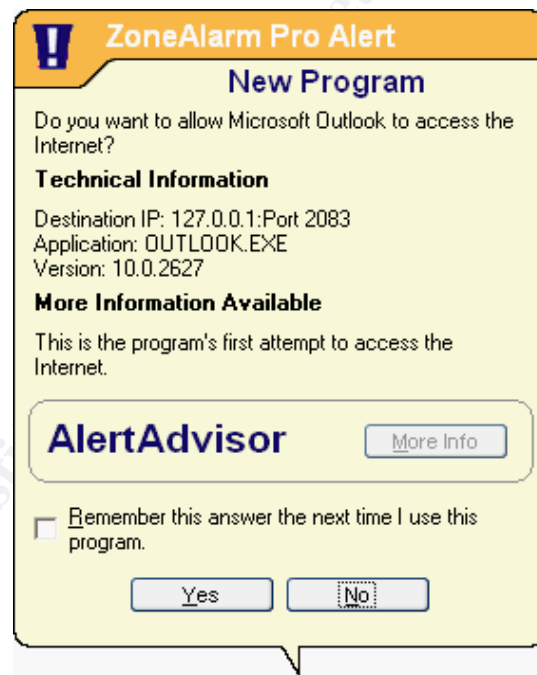 ZoneAlarm Pro Alert
New Program
Do you want to allow Microsoft Outlook to access the
Internet?
Technical Information
Destination IP: 127.0.0.1:Port 2083
Application: OUTLOOK.EXE
Version: 10.0.2627
More Information Available
This is the program's first attempt to access the
Internet.
AlertAdvisor
More Info
Remember this answer the next time I use this
program.
Yes
No